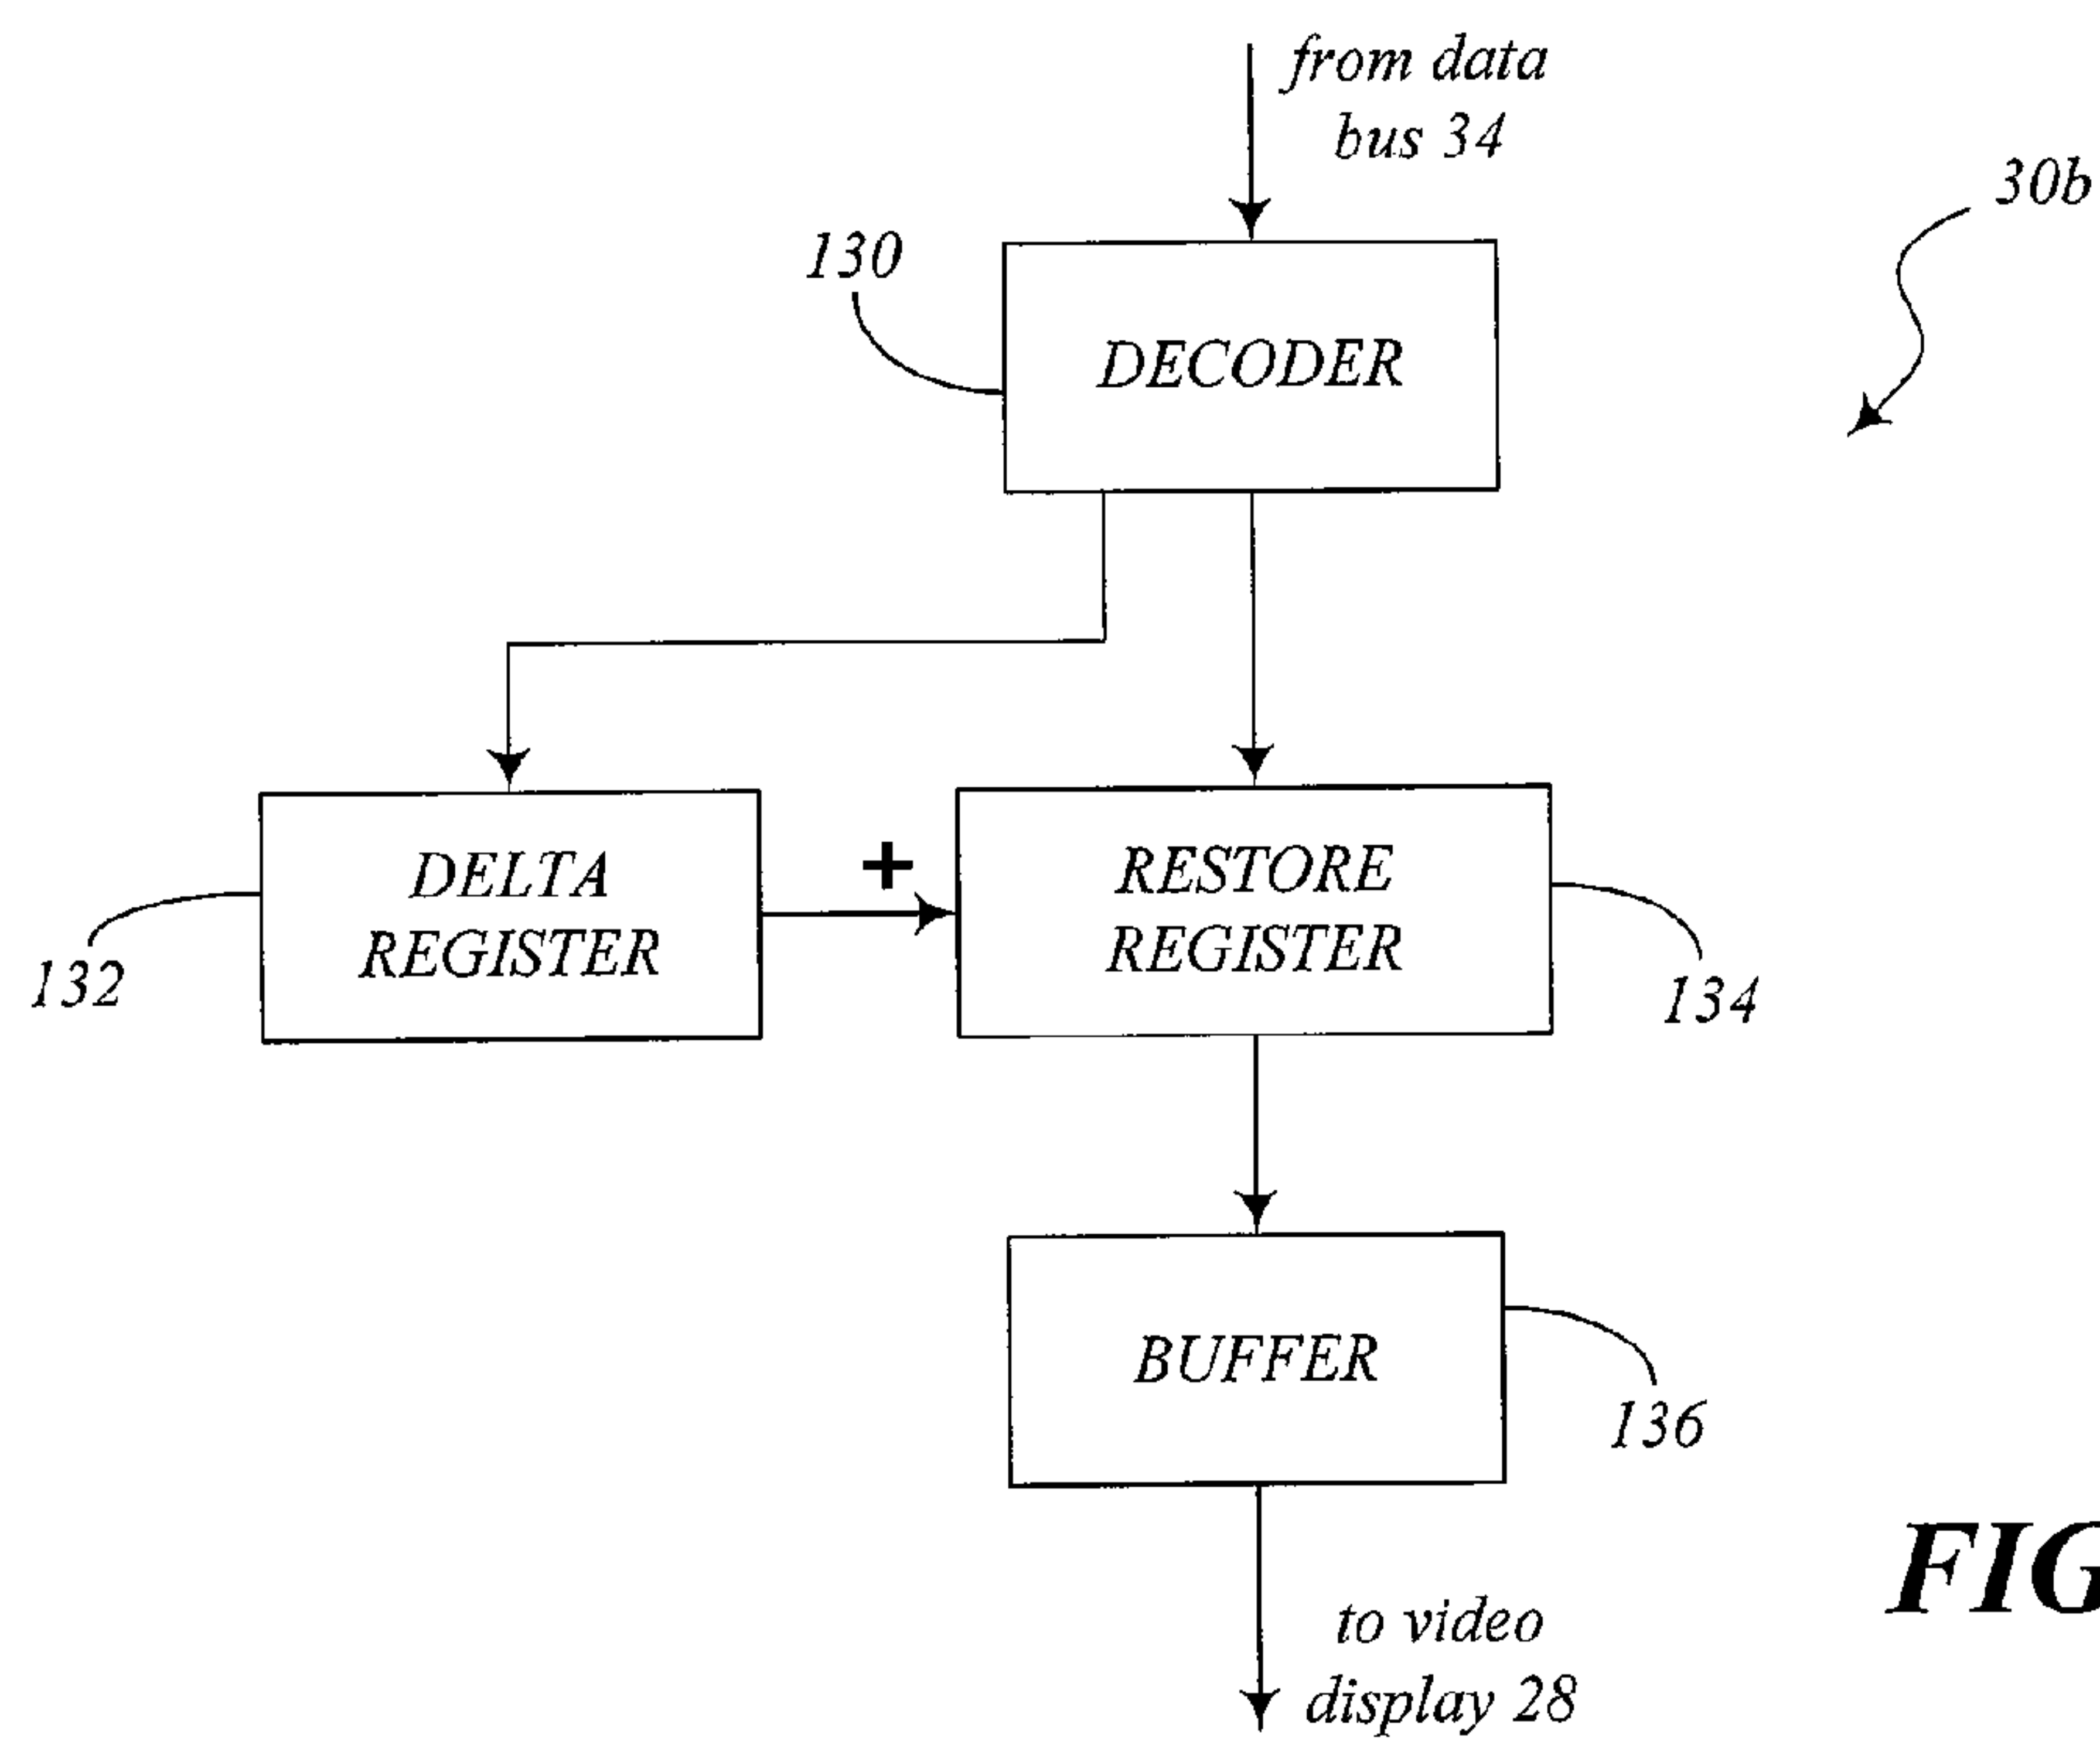 from data
bus 34
30b
130
DECODER
DELTA
REGISTER
+
RESTORE
REGISTER
132
134
BUFFER
136
FIG
to video
display 28